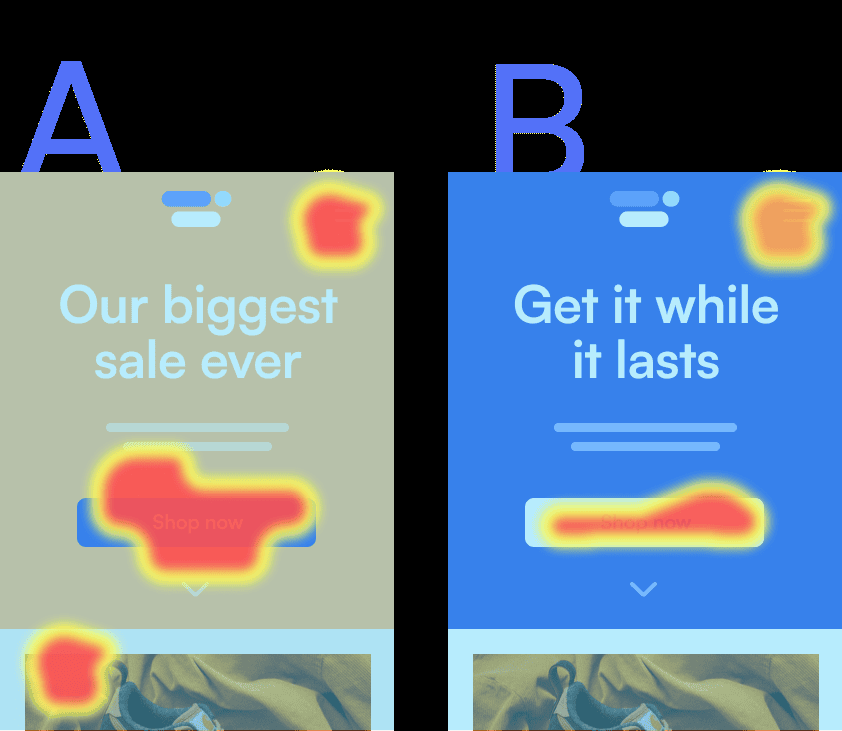 A
B
Our biggest
sale ever
Shop now
Get it while
it lasts
Shop now